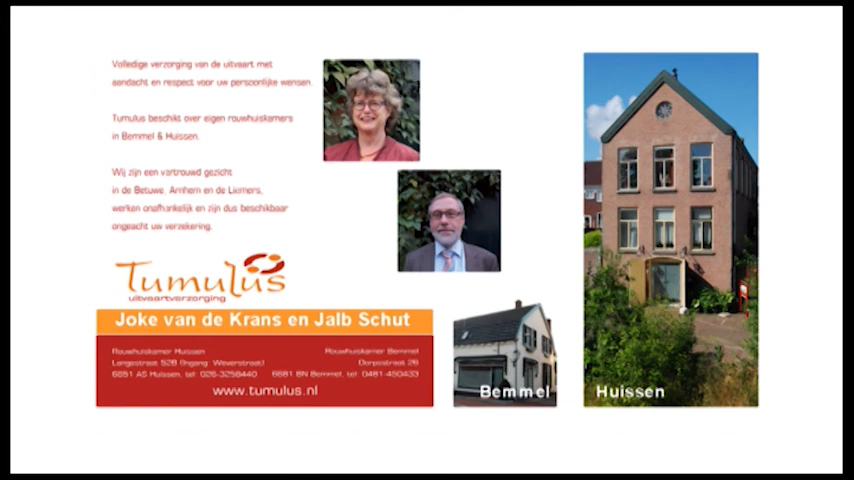 Volledige verzorging van de uitvaart met
aandacht en respect voor uw persoonlijke wensen.
Tumulus beschikt over eigen rouwhuiskamers
in Bemmel & Huissen.
Wij zijn een vertrouwd gezicht
in de Betuwe, Arnhem en de Liemers,
werken onafhankelijk en zijn dus beschikbaar
ongeacht uw verzekering.
Tumulus
uitvaartverzorging
Joke van de Krans en Jalb Schut
Rouwhuiskamer Huissen
Langestraat 52B (Ingang: Weverstraat)
6851 AS Huissen, tel: 026-3256440
Rouwhuiskamer Bemmel
Dorpsstraat 26
6681 BN Bemmel, tel: 0481-450433
www.tumulus.nl
Bemmel
Huissen